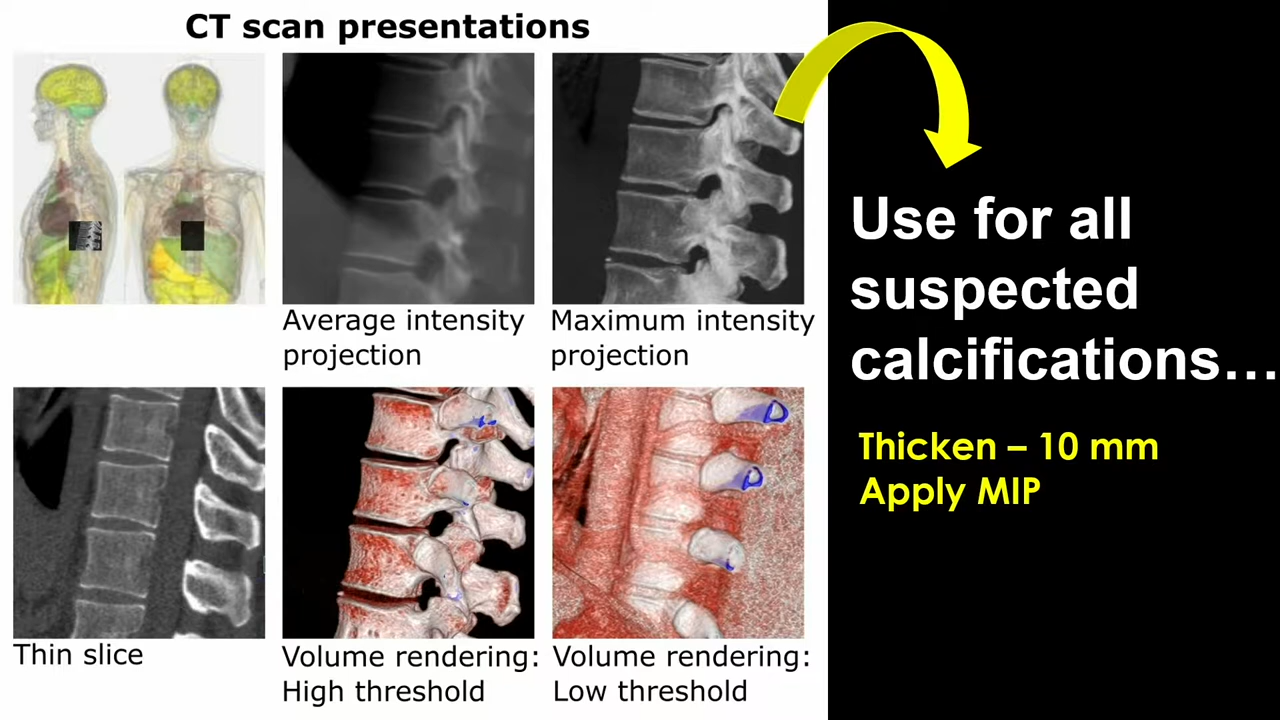 CT scan presentations
Average intensity
projection
Maximum intensity
projection
Thin slice
Volume rendering:
High threshold
Volume rendering:
Low threshold
Use for all
suspected
calcifications…
Thicken – 10 mm
Apply MIP